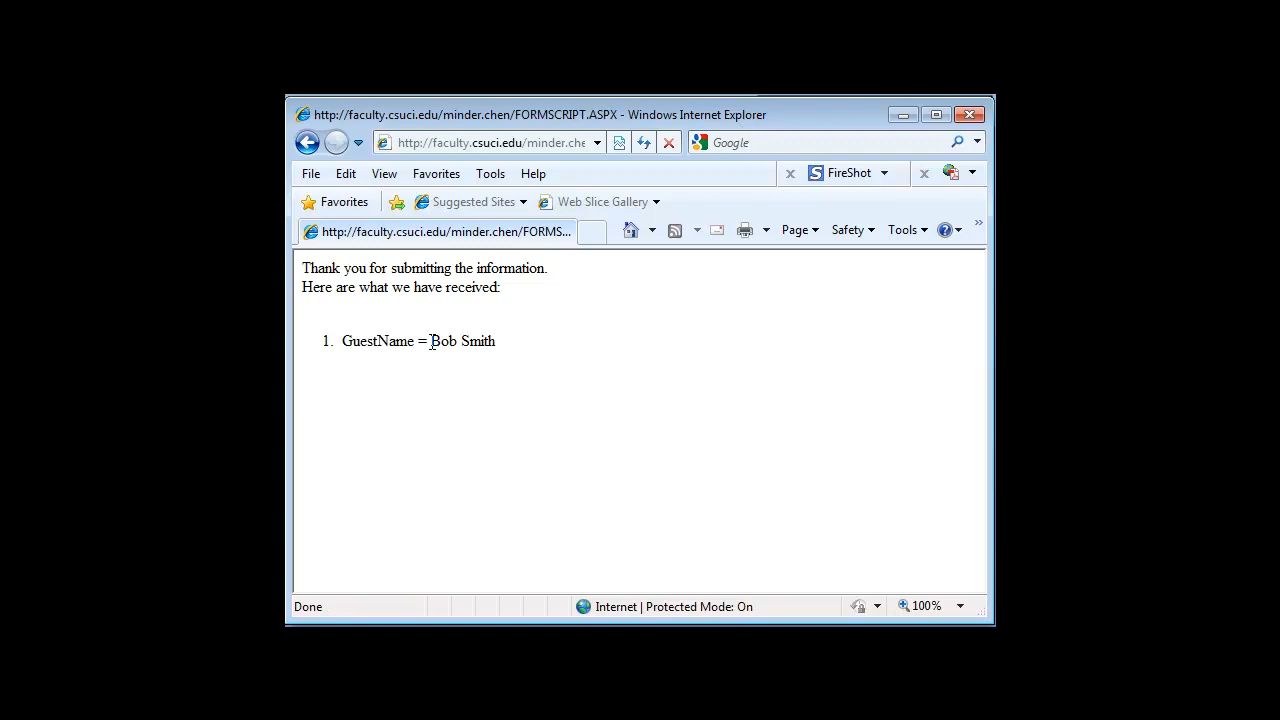 http://faculty.csuci.edu/minder.chen/FORMSCRIPT.ASPX - Windows Internet Explorer
http://faculty.csuci.edu/minder.che Google
File Edit View Favorites Tools Help x FireShot x
Favorites Suggested Sites Web Slice Gallery
http://faculty.csuci.edu/minder.chen/FORMS... Page Safety Tools »
Thank you for submitting the information.
Here are what we have received:
1. GuestName = Bob Smith
Done Internet | Protected Mode: On 100%